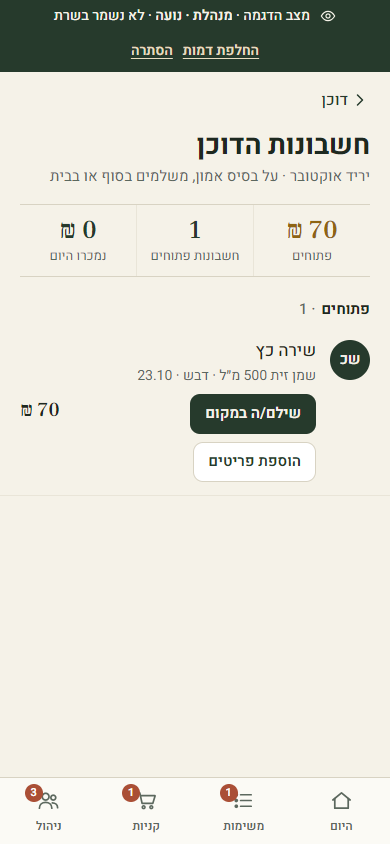 מצב הדגמה · מנהלת · נועה · לא נשמר בשרת
החלפת דמות הסתרה
דוכן
חשבונות הדוכן
יריד אוקטובר · על בסיס אמון, משלמים בסוף או בבית
70 ₪ 1 0 ₪
פתוחים חשבונות פתוחים נמכרו היום
פתוחים · 1
שכ שירה כץ
שמן זית 500 מ״ל · דבש · 23.10
שילם/ה במקום 70 ₪
הוספת פריטים
1 1 3
היום משימות קניות ניהול